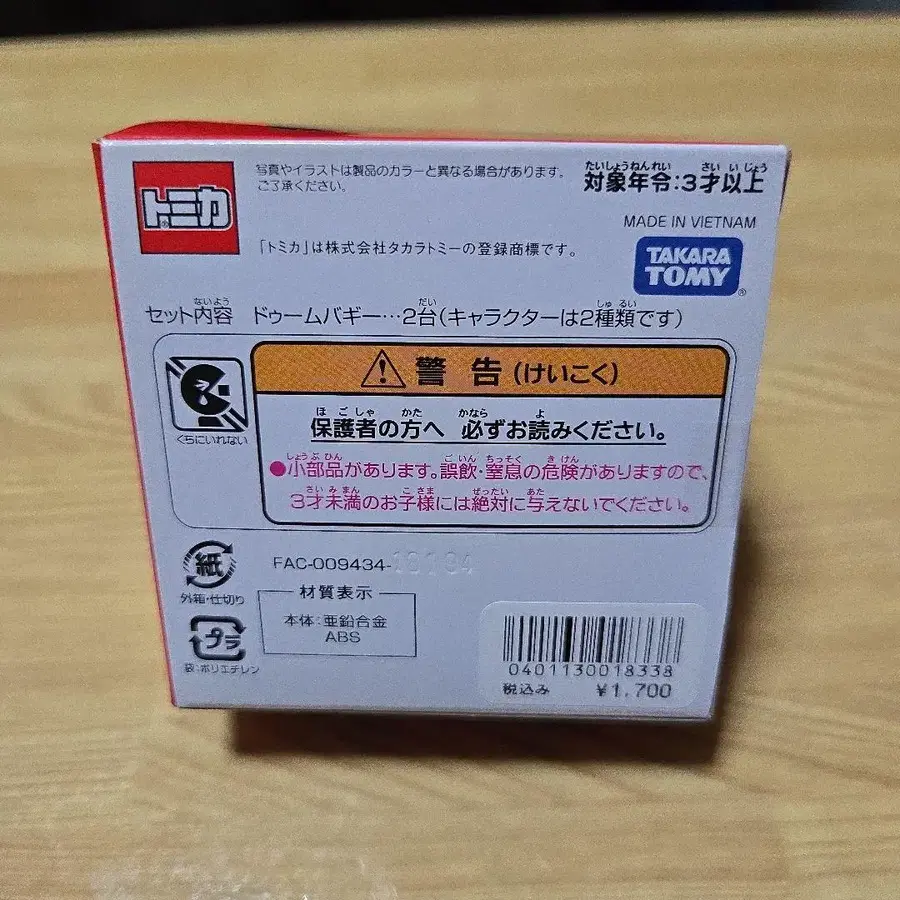 トミカ
写真やイラストは製品のカラーと異なる場合があります。
ご了承ください。
たいしょうねんれい さい いじょう
対象年令:3才以上
MADE IN VIETNAM
「トミカ」は株式会社タカラトミーの登録商標です。
TAKARA
TOMY
ないよう だい しゅ るい
セット内容 ドゥームバギー…2台(キャラクターは2種類です)
警告(けいこく)
くちにいれない
ほ ご しゃ かた かなら よ
保護者の方へ 必ずお読みください。
しょうぶ ひん ご いん ちっそく き けん
●小部品があります。誤飲・窒息の危険がありますので、
さい み まん こ さま ぜったい あた
3才未満のお子様には絶対に与えないでください。
紙
外箱・仕切り
FAC-009434-
材質表示
本体:亜鉛合金
ABS
プラ
袋:ポリエチレン
0401130018338
税込み ¥1,700